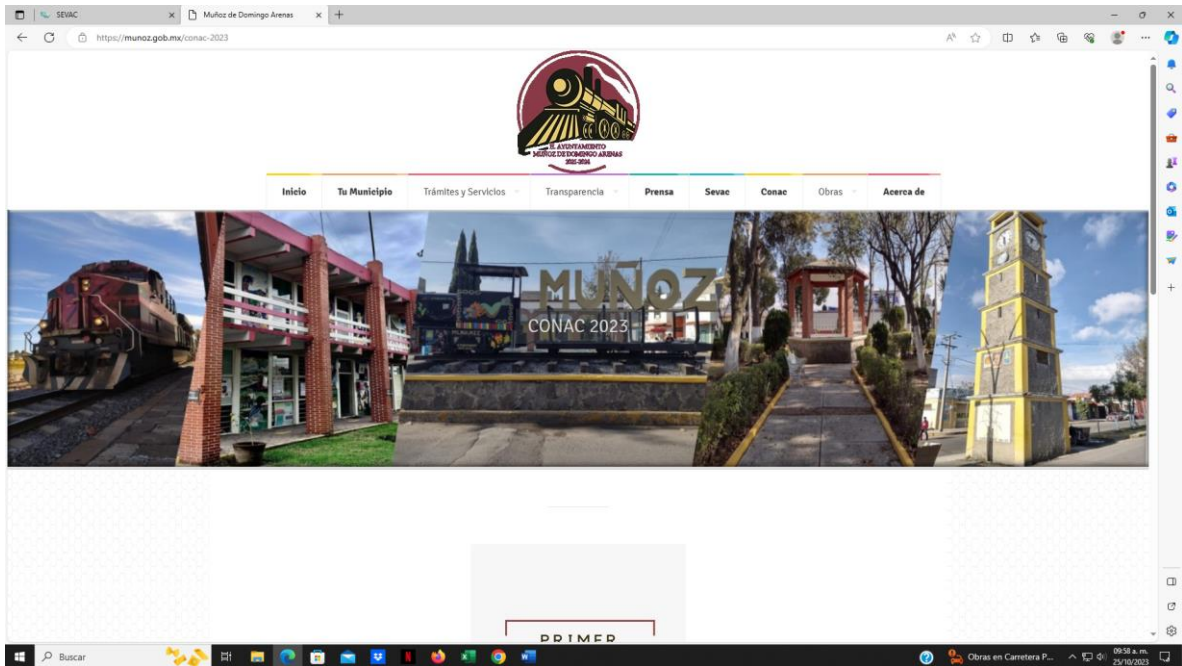 SEVAC
Muñoz de Domingo Arenas
https://munoz.gob.mx/conac-2023
H. AYUNTAMIENTO
MUÑOZ DE DOMINGO ARENAS
2021-2024
Inicio
Tu Municipio
Trámites y Servicios
Transparencia
Prensa
Sevac
Conac
Obras
Acerca de
MUÑOZ
CONAC 2023
PRIMER
Buscar
Obras en Carretera P...
09:58 a. m.
25/10/2023